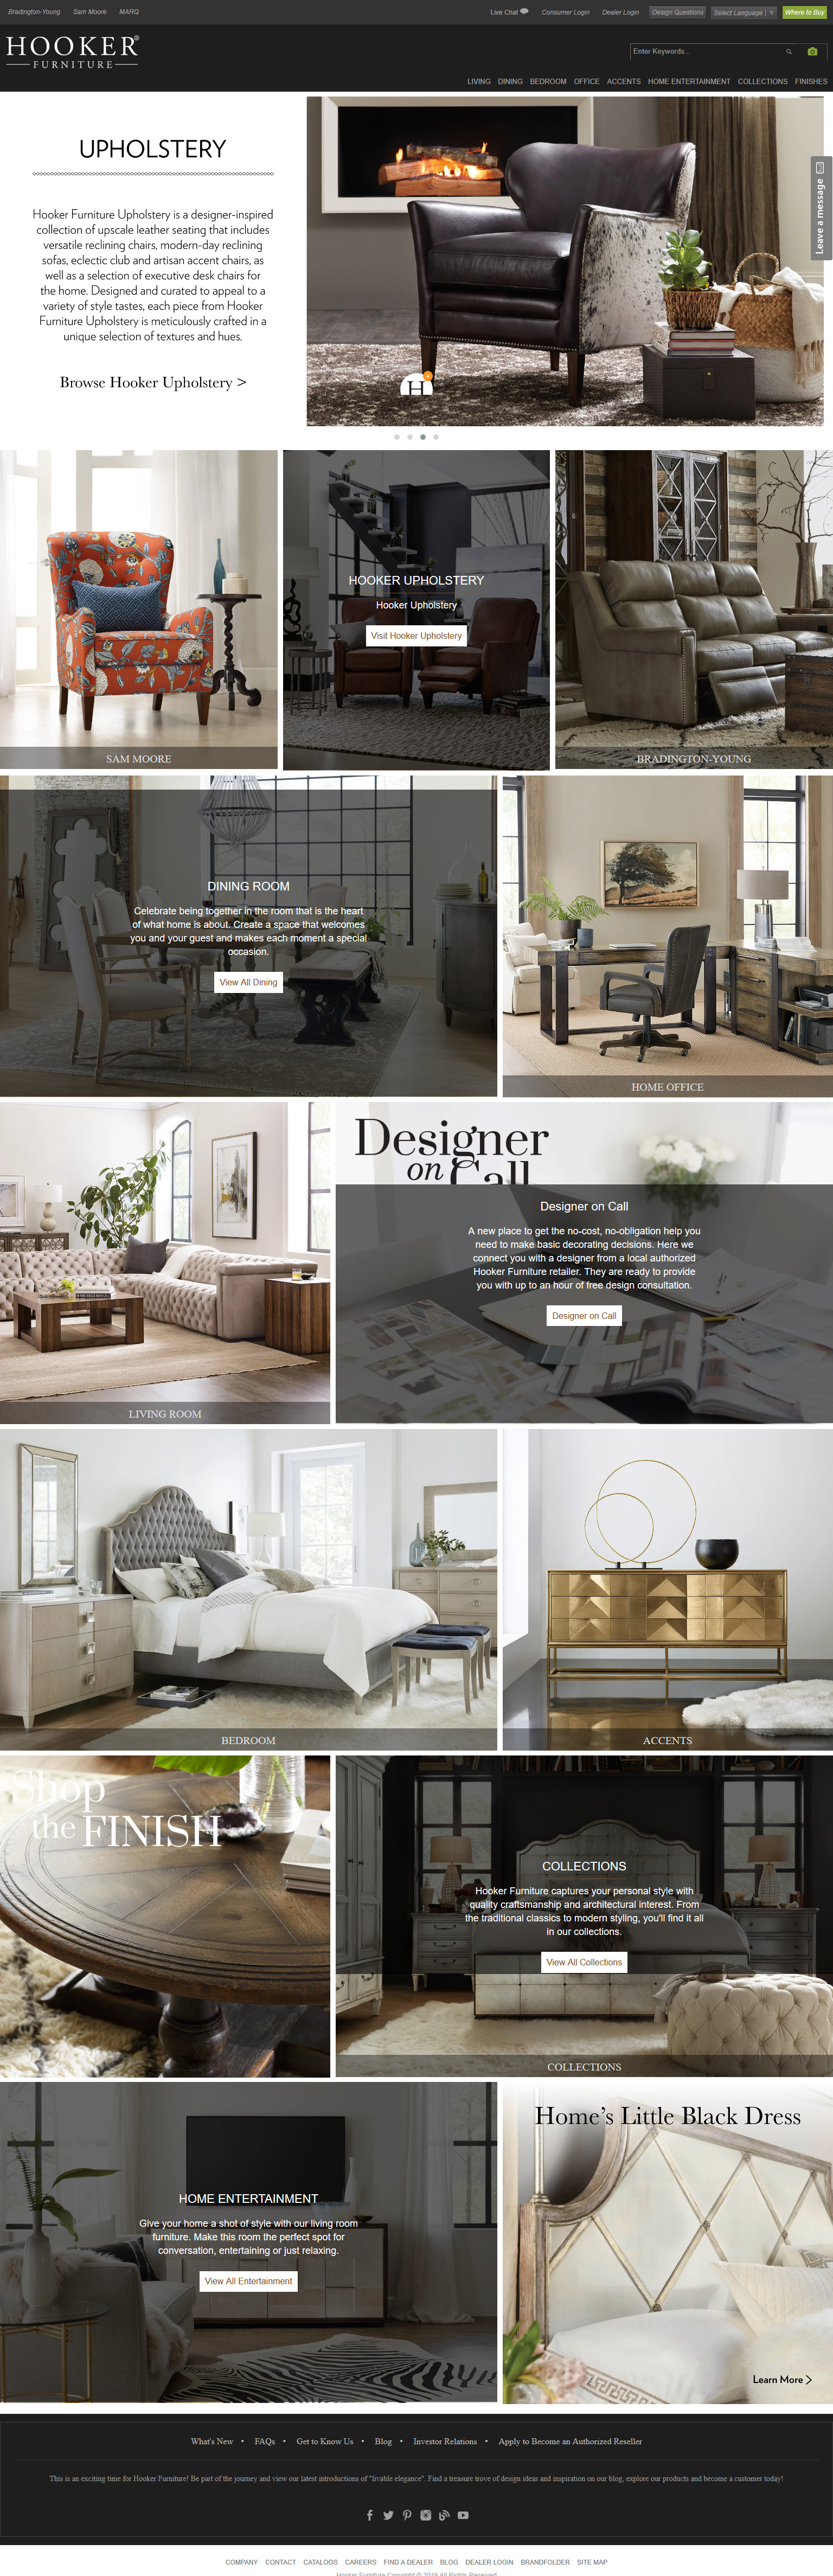 Bradington-Young Sam Moore MARQ
Live Chat Consumer Login Dealer Login Design Questions Select Language | ▼ Where to Buy
HOOKER®
FURNITURE
Enter Keywords...
LIVING DINING BEDROOM OFFICE ACCENTS HOME ENTERTAINMENT COLLECTIONS FINISHES
UPHOLSTERY
Hooker Furniture Upholstery is a designer-inspired
collection of upscale leather seating that includes
versatile reclining chairs, modern-day reclining
sofas, eclectic club and artisan accent chairs, as
well as a selection of executive desk chairs for
the home. Designed and curated to appeal to a
variety of style tastes, each piece from Hooker
Furniture Upholstery is meticulously crafted in a
unique selection of textures and hues.
Browse Hooker Upholstery >
H
Leave a message
SAM MOORE
HOOKER UPHOLSTERY
Hooker Upholstery
Visit Hooker Upholstery
BRADINGTON-YOUNG
DINING ROOM
Celebrate being together in the room that is the heart
of what home is about. Create a space that welcomes
you and your guest and makes each moment a special
occasion.
View All Dining
HOME OFFICE
LIVING ROOM
Designer
on Call
Designer on Call
A new place to get the no-cost, no-obligation help you
need to make basic decorating decisions. Here we
connect you with a designer from a local authorized
Hooker Furniture retailer. They are ready to provide
you with up to an hour of free design consultation.
Designer on Call
BEDROOM
ACCENTS
Shop
the FINISH
COLLECTIONS
Hooker Furniture captures your personal style with
quality craftsmanship and architectural interest. From
the traditional classics to modern styling, you'll find it all
in our collections.
View All Collections
COLLECTIONS
HOME ENTERTAINMENT
Give your home a shot of style with our living room
furniture. Make this room the perfect spot for
conversation, entertaining or just relaxing.
View All Entertainment
Home's Little Black Dress
Learn More >
What's New • FAQs • Get to Know Us • Blog • Investor Relations • Apply to Become an Authorized Reseller
This is an exciting time for Hooker Furniture! Be part of the journey and view our latest introductions of "livable elegance". Find a treasure trove of design ideas and inspiration on our blog, explore our products and become a customer today!
COMPANY CONTACT CATALOGS CAREERS FIND A DEALER BLOG DEALER LOGIN BRANDFOLDER SITE MAP
Hooker Furniture Copyright © 2019 All Rights Reserved